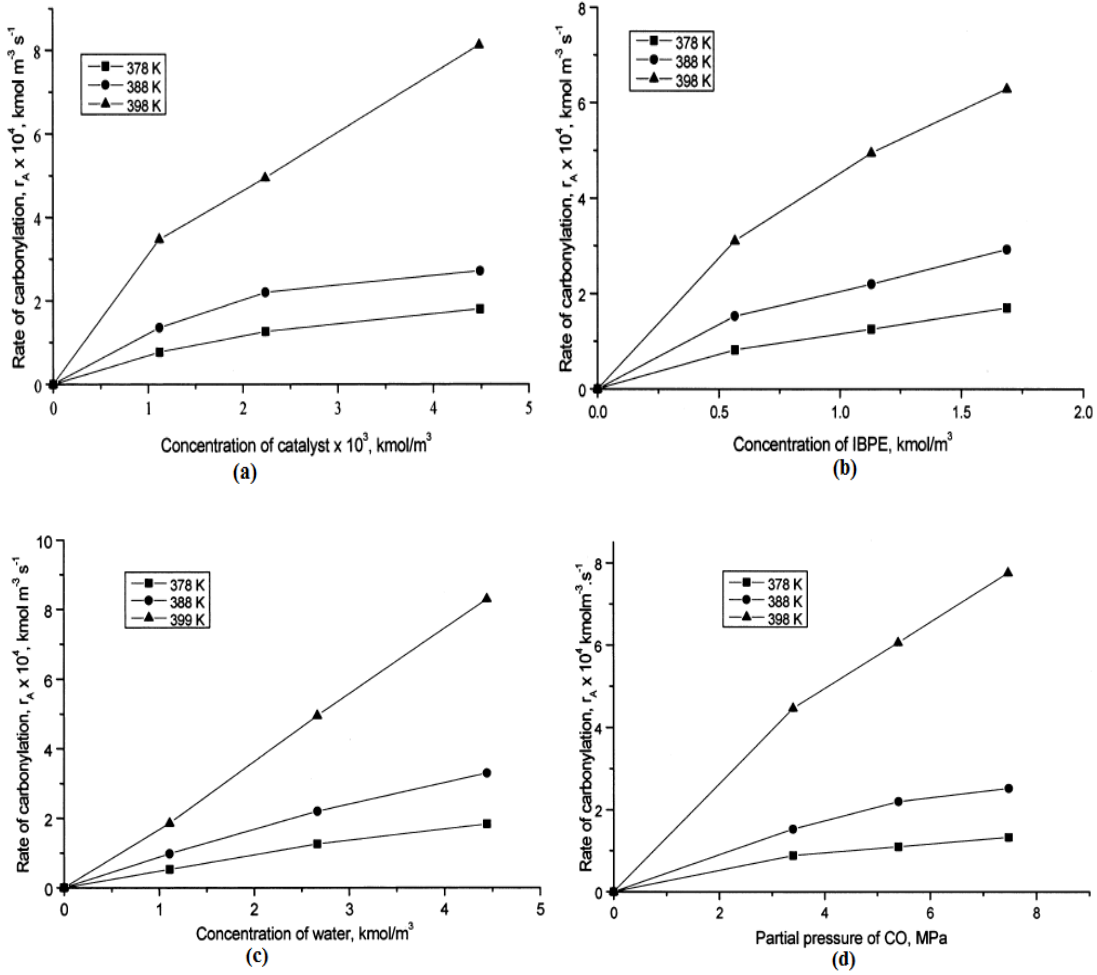 Rate of carbonylation, r_A x 10^4, kmol m^-3 s^-1
8
6
4
2
0
378 K
388 K
398 K
0 1 2 3 4 5
Concentration of catalyst x 10^3, kmol/m^3
(a)
Rate of carbonylation, r_A x 10^4, kmol m^-3 s^-1
8
6
4
2
0
378 K
388 K
398 K
0.0 0.5 1.0 1.5 2.0
Concentration of IBPE, kmol/m^3
(b)
Rate of carbonylation, r_A x 10^4, kmol m^-3 s^-1
10
8
6
4
2
0
378 K
388 K
399 K
0 1 2 3 4 5
Concentration of water, kmol/m^3
(c)
Rate of carbonylation, r_A x 10^4 kmolm^-3.s^-1
8
6
4
2
0
378 K
388 K
398 K
0 2 4 6 8
Partial pressure of CO, MPa
(d)